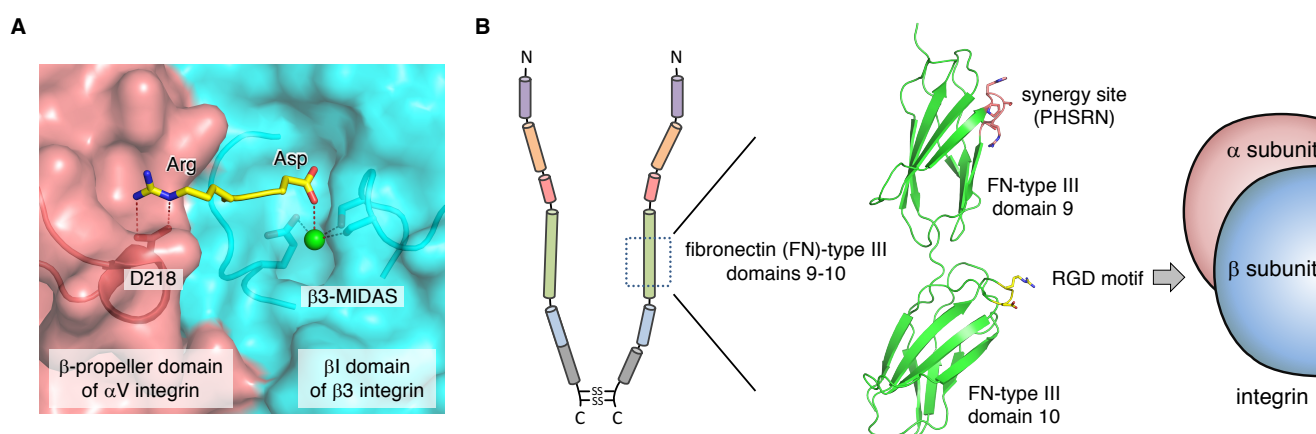 A
Arg
Asp
D218
β3-MIDAS
β-propeller domain
of αV integrin
βI domain
of β3 integrin
B
N
N
fibronectin (FN)-type III
domains 9-10
SS
SS
C
C
synergy site
(PHSRN)
FN-type III
domain 9
RGD motif
FN-type III
domain 10
α subunit
β subunit
integrin